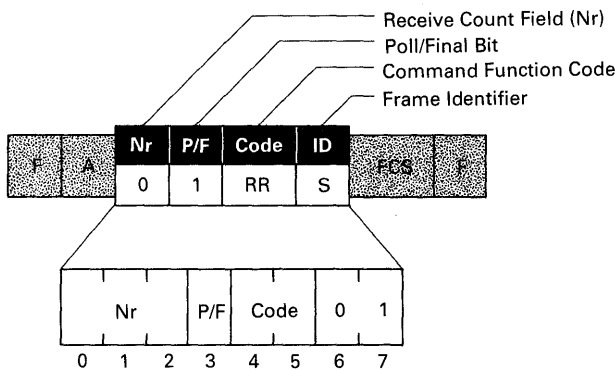 Receive Count Field (Nr)
Poll/Final Bit
Command Function Code
Frame Identifier
Nr P/F Code ID
F A 0 1 RR S FCS F
Nr P/F Code 0 1
0 1 2 3 4 5 6 7